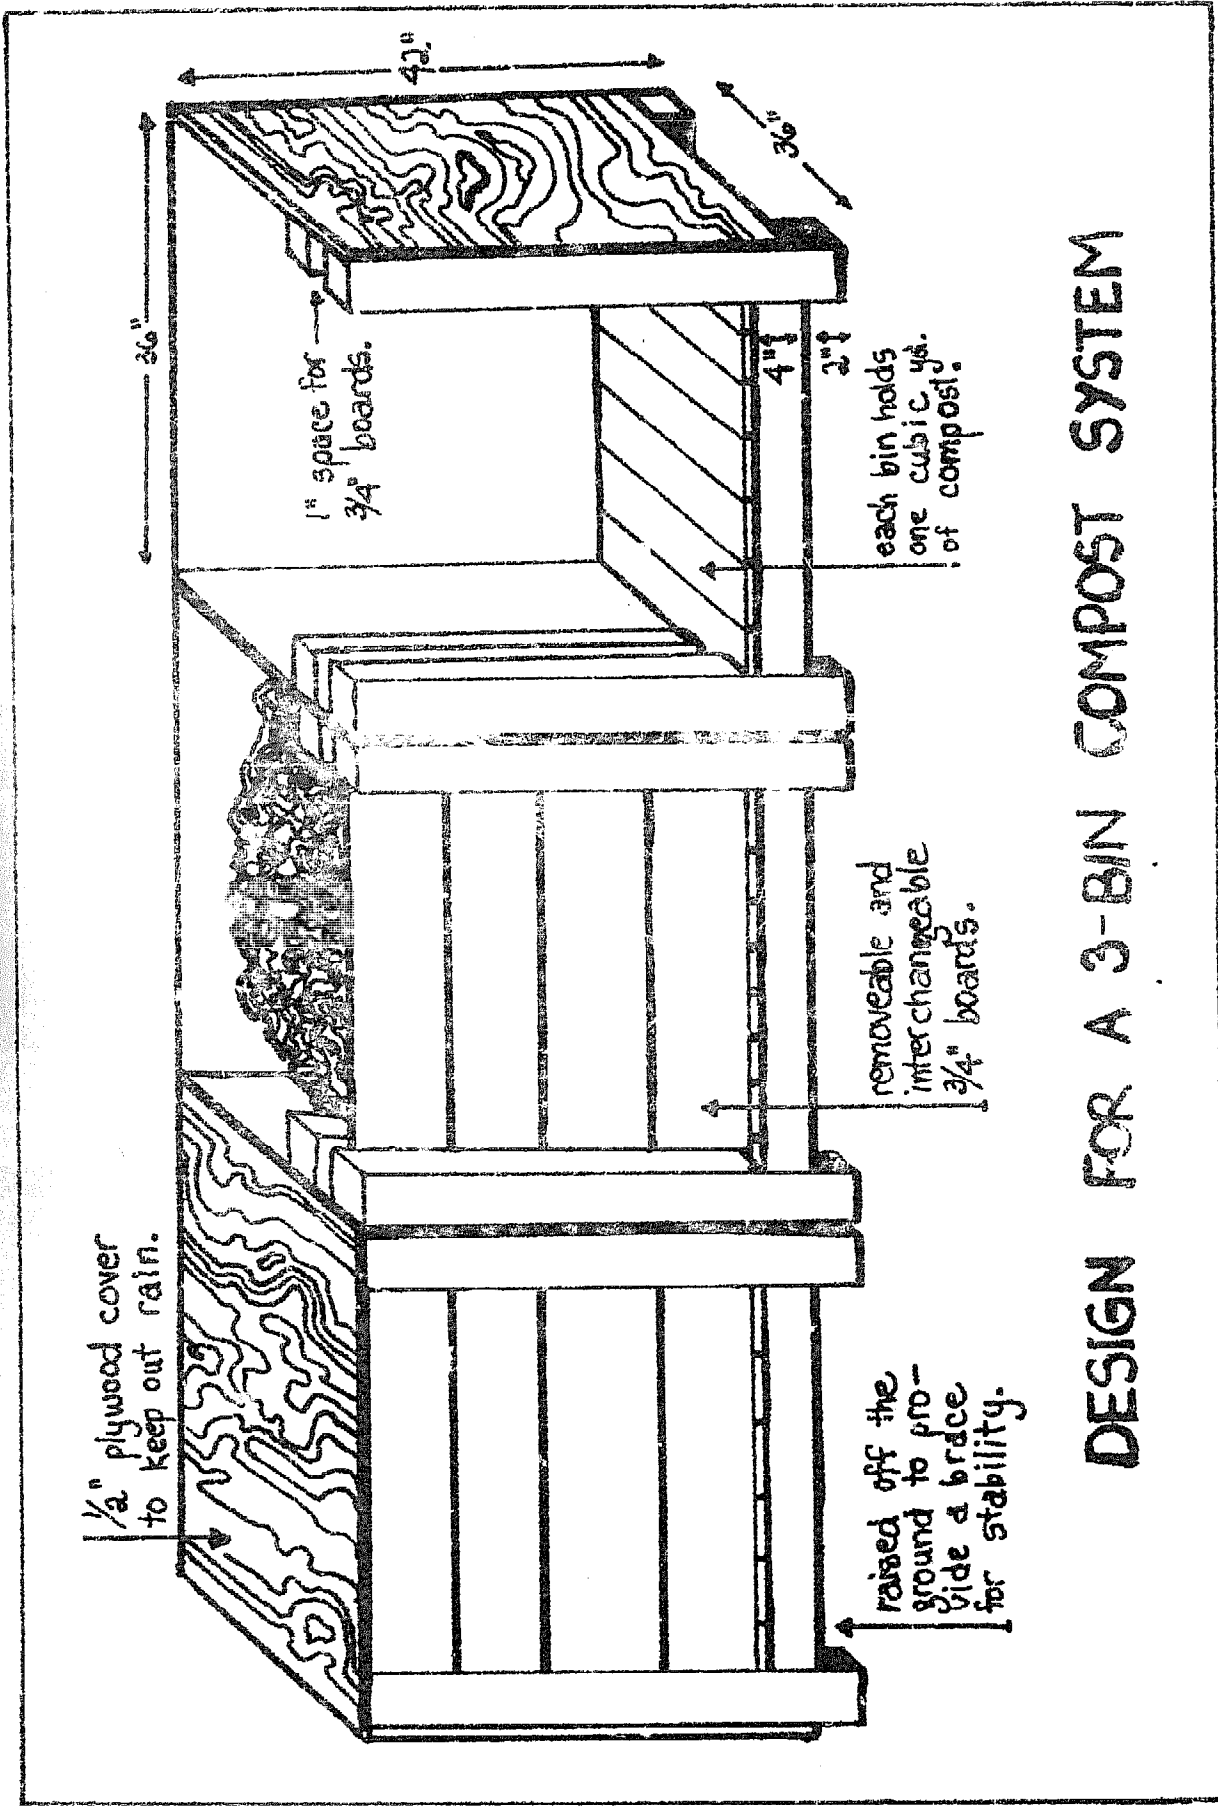 1/2" plywood cover
to keep out rain.
36"
42"
1" space for
3/4" boards.
36"
4"
2"
raised off the
ground to pro-
vide a brace
for stability.
removeable and
interchangeable
3/4" boards.
each bin holds
one cubic yd.
of compost.
DESIGN FOR A 3-BIN COMPOST SYSTEM